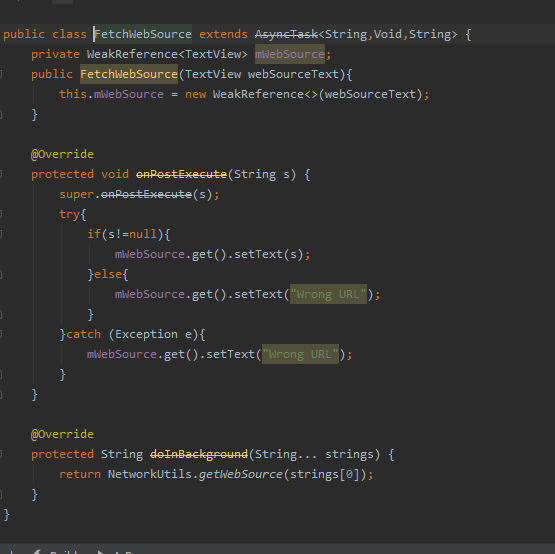 public class FetchWebSource extends AsyncTask<String,Void,String> {
    private WeakReference<TextView> mWebSource;
    public FetchWebSource(TextView webSourceText){
        this.mWebSource = new WeakReference<>(webSourceText);
    }

    @Override
    protected void onPostExecute(String s) {
        super.onPostExecute(s);
        try{
            if(s!=null){
                mWebSource.get().setText(s);
            }else{
                mWebSource.get().setText("Wrong URL");
            }
        }catch (Exception e){
            mWebSource.get().setText("Wrong URL");
        }
    }

    @Override
    protected String doInBackground(String... strings) {
        return NetworkUtils.getWebSource(strings[0]);
    }
}